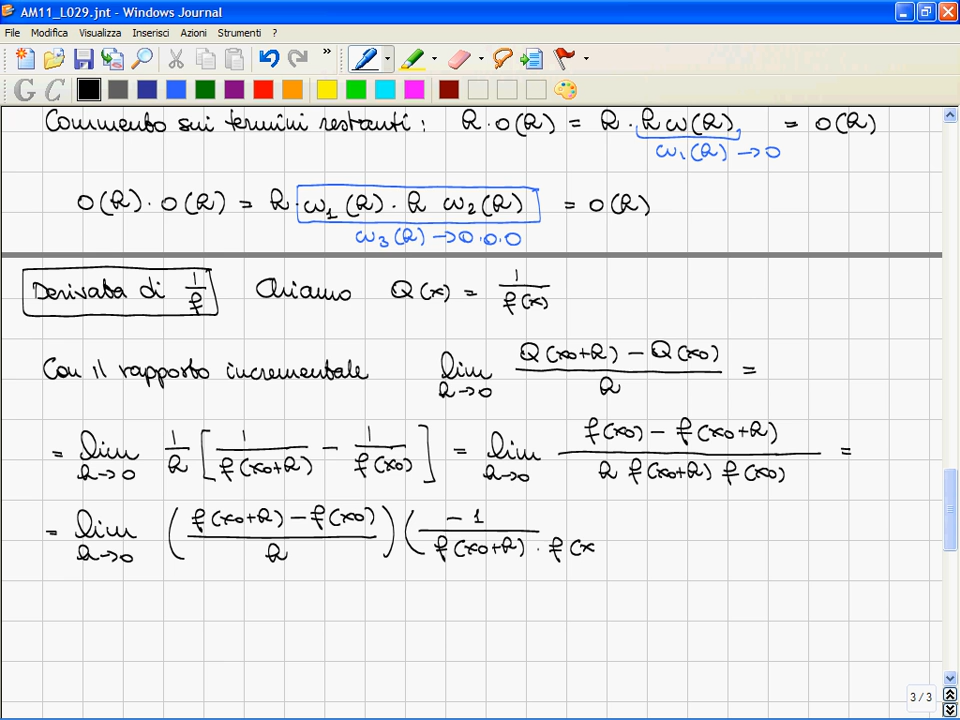 AM11_L029.jnt - Windows Journal
File Modifica Visualizza Inserisci Azioni Strumenti ?
G C
Commento sui termini restanti: h·o(h) = h·h ω(h) = o(h)
ω₁(h) → 0
o(h)·o(h) = h·ω₁(h)·h ω₂(h) = o(h)
ω₃(h) → 0·0·0
Derivata di 1/f Chiamo Q(x) = 1/f(x)
Con il rapporto incrementale lim h→0 (Q(x0+h) - Q(x0))/h =
= lim h→0 1/h [1/f(x0+h) - 1/f(x0)] = lim h→0 (f(x0) - f(x0+h))/(h f(x0+h) f(x0)) =
= lim h→0 ((f(x0+h) - f(x0))/h) (-1/(f(x0+h)·f(x
3 / 3